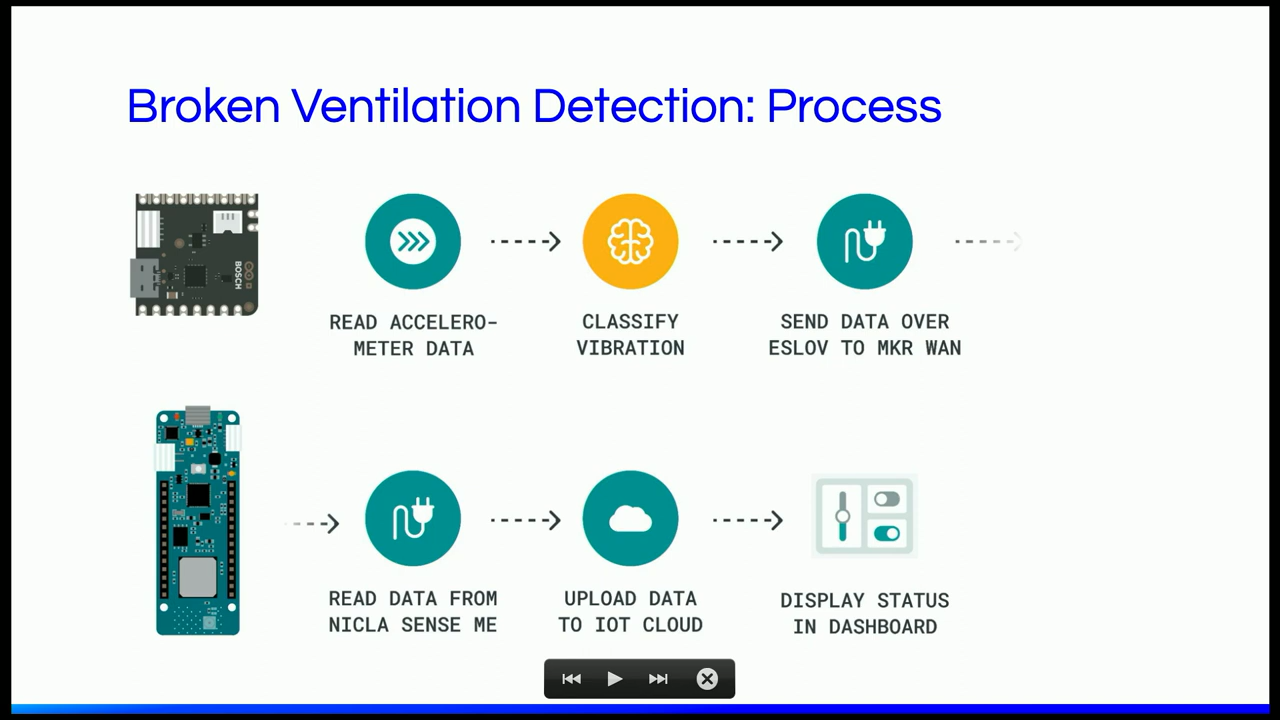 Broken Ventilation Detection: Process
BOSCH
READ ACCELERO-
METER DATA
CLASSIFY
VIBRATION
SEND DATA OVER
ESLOV TO MKR WAN
READ DATA FROM
NICLA SENSE ME
UPLOAD DATA
TO IOT CLOUD
DISPLAY STATUS
IN DASHBOARD